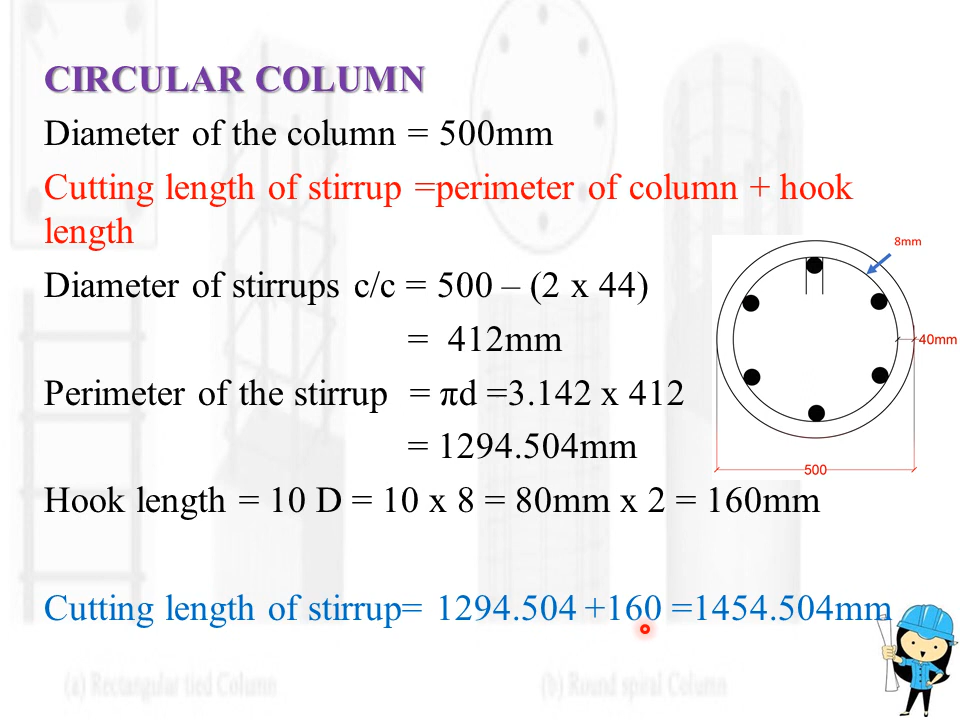 CIRCULAR COLUMN
Diameter of the column = 500mm
Cutting length of stirrup =perimeter of column + hook
length
Diameter of stirrups c/c = 500 – (2 x 44)
= 412mm
Perimeter of the stirrup = πd =3.142 x 412
= 1294.504mm
Hook length = 10 D = 10 x 8 = 80mm x 2 = 160mm
Cutting length of stirrup= 1294.504 +160 =1454.504mm
8mm
40mm
500
(a) Rectangular tied Column
(b) Round spiral Column